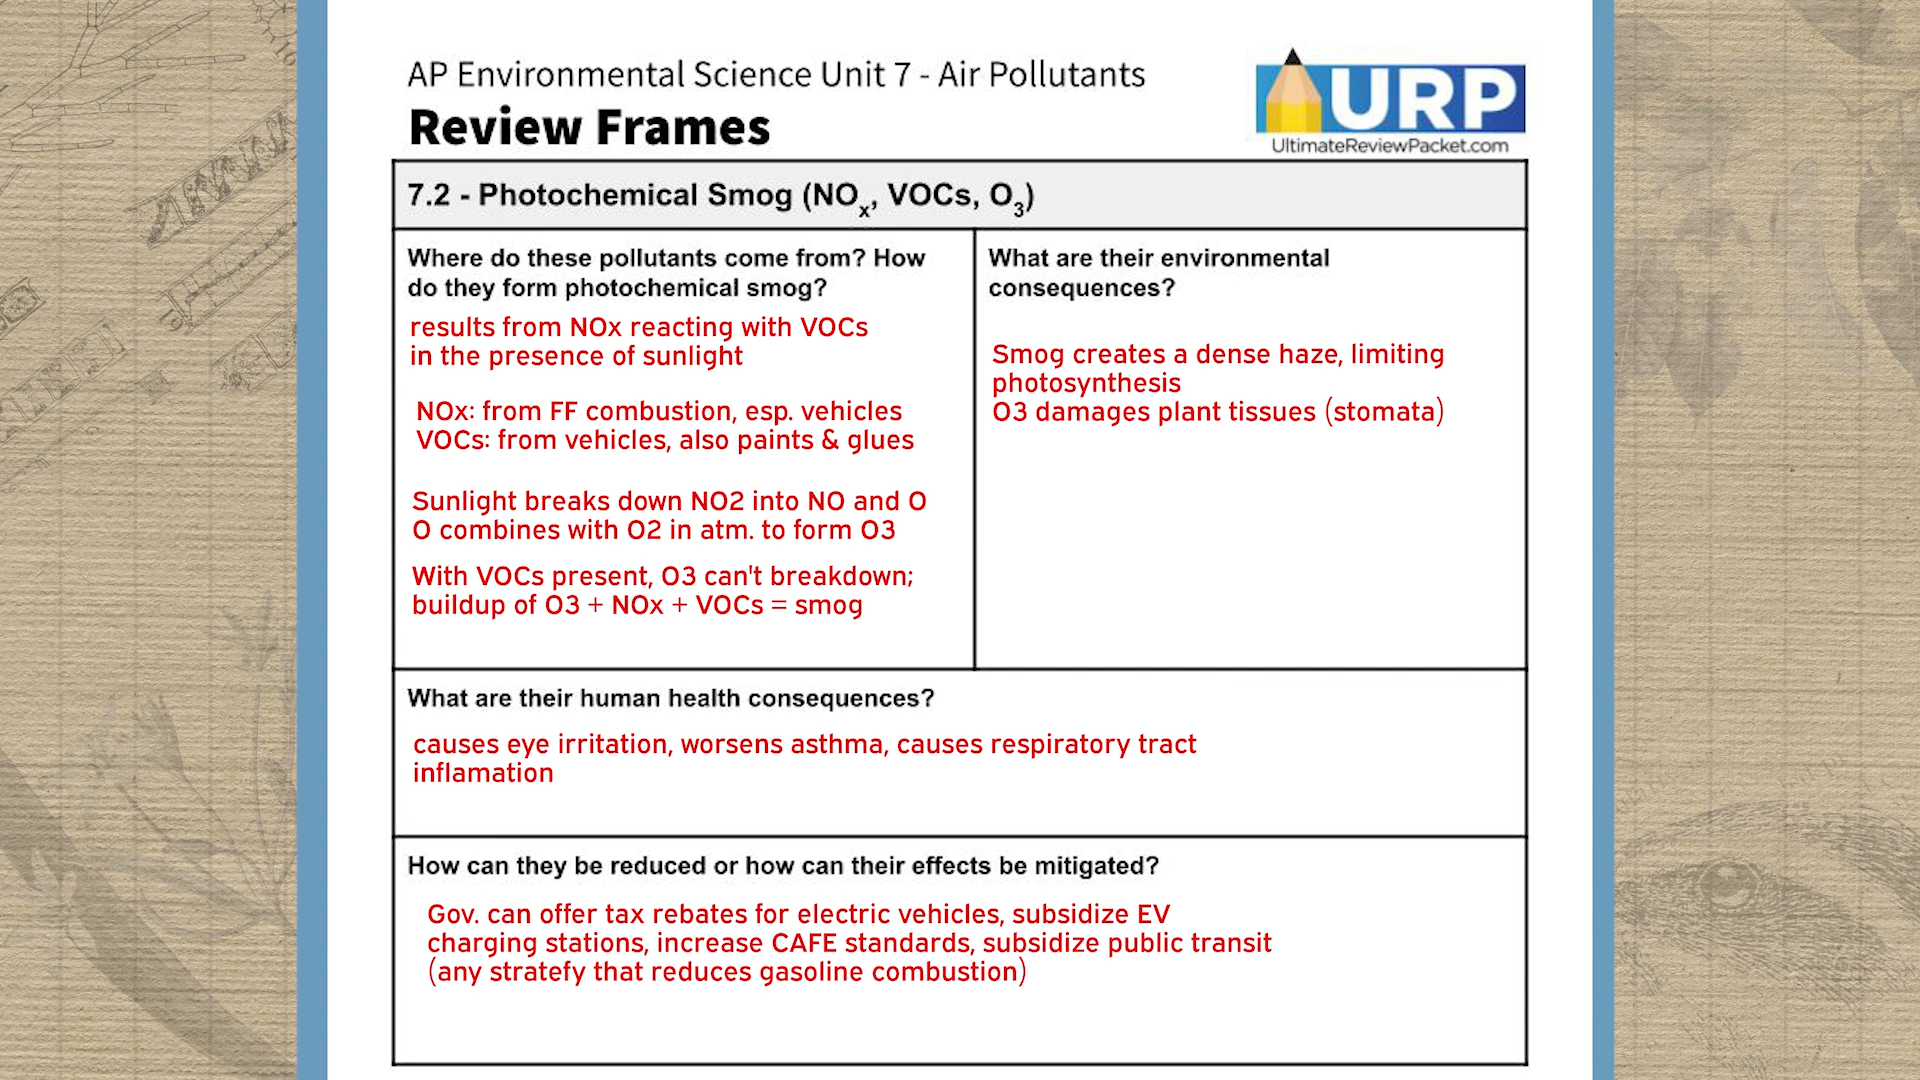 AP Environmental Science Unit 7 - Air Pollutants
Review Frames
URP
UltimateReviewPacket.com
7.2 - Photochemical Smog (NOx, VOCs, O3)
Where do these pollutants come from? How
do they form photochemical smog?
results from NOx reacting with VOCs
in the presence of sunlight
NOx: from FF combustion, esp. vehicles
VOCs: from vehicles, also paints & glues
Sunlight breaks down NO2 into NO and O
O combines with O2 in atm. to form O3
With VOCs present, O3 can't breakdown;
buildup of O3 + NOx + VOCs = smog
What are their environmental
consequences?
Smog creates a dense haze, limiting
photosynthesis
O3 damages plant tissues (stomata)
What are their human health consequences?
causes eye irritation, worsens asthma, causes respiratory tract
inflamation
How can they be reduced or how can their effects be mitigated?
Gov. can offer tax rebates for electric vehicles, subsidize EV
charging stations, increase CAFE standards, subsidize public transit
(any stratefy that reduces gasoline combustion)